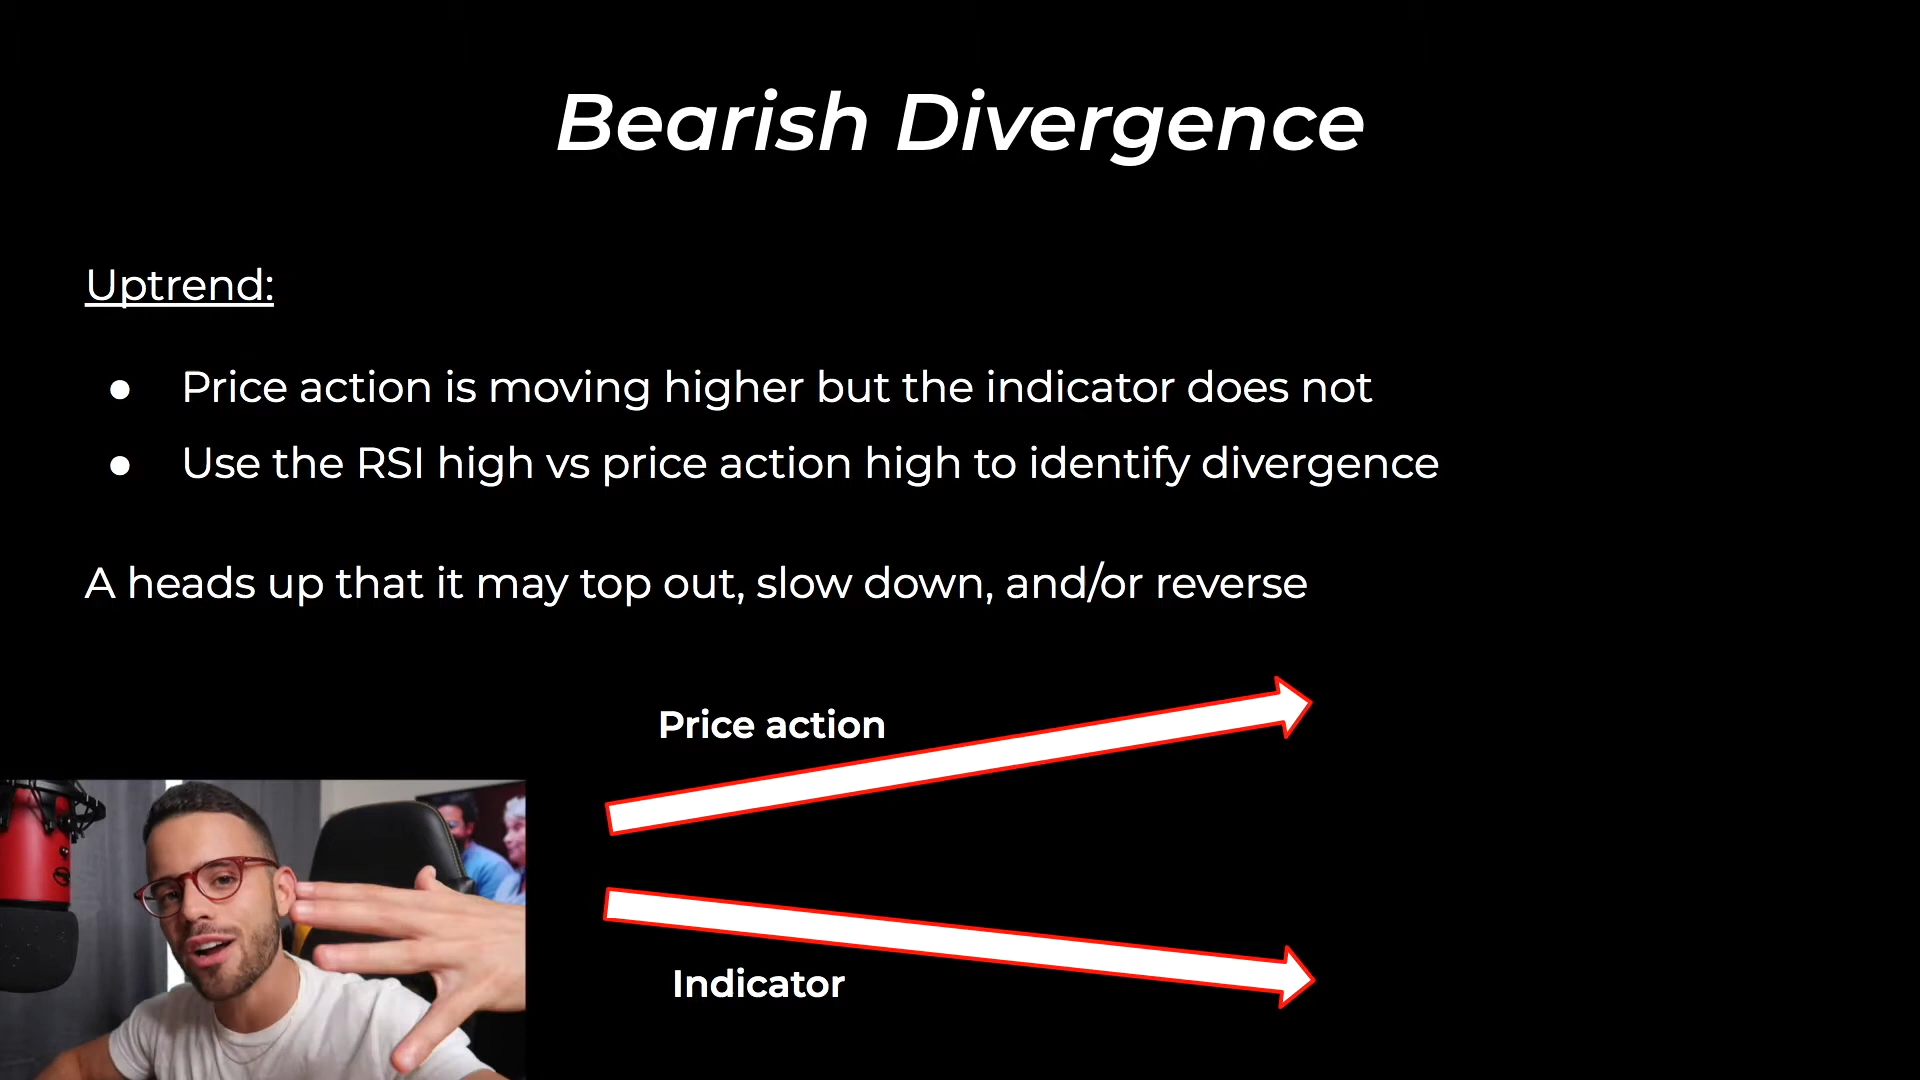 Bearish Divergence
Uptrend:
● Price action is moving higher but the indicator does not
● Use the RSI high vs price action high to identify divergence
A heads up that it may top out, slow down, and/or reverse
Price action
Indicator